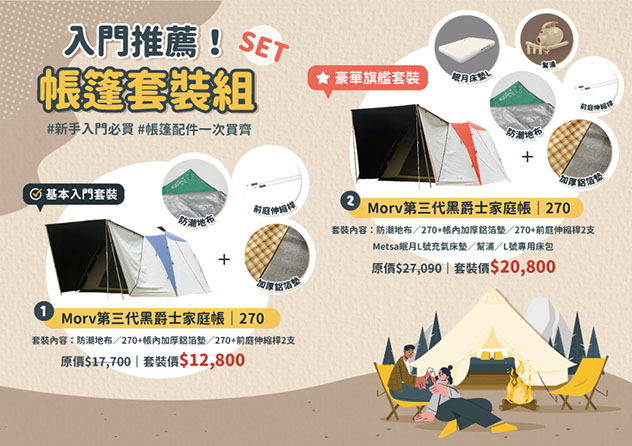 入門推薦！
SET
帳篷套裝組
#新手入門必買 #帳篷配件一次買齊
基本入門套裝
防潮地布
前庭伸縮桿
+
加厚鋁箔墊
1
Morv第三代黑爵士家庭帳｜270
套裝內容：防潮地布／270+帳內加厚鋁箔墊／270+前庭伸縮桿2支
原價$17,700｜套裝價$12,800
豪華旗艦套裝
眠月床墊L
幫浦
防潮地布
前庭伸縮桿
+
加厚鋁箔墊
2
Morv第三代黑爵士家庭帳｜270
套裝內容：防潮地布／270+帳內加厚鋁箔墊／270+前庭伸縮桿2支
Metsa眠月L號充氣床墊／幫浦／L號專用床包
原價$27,090｜套裝價$20,800